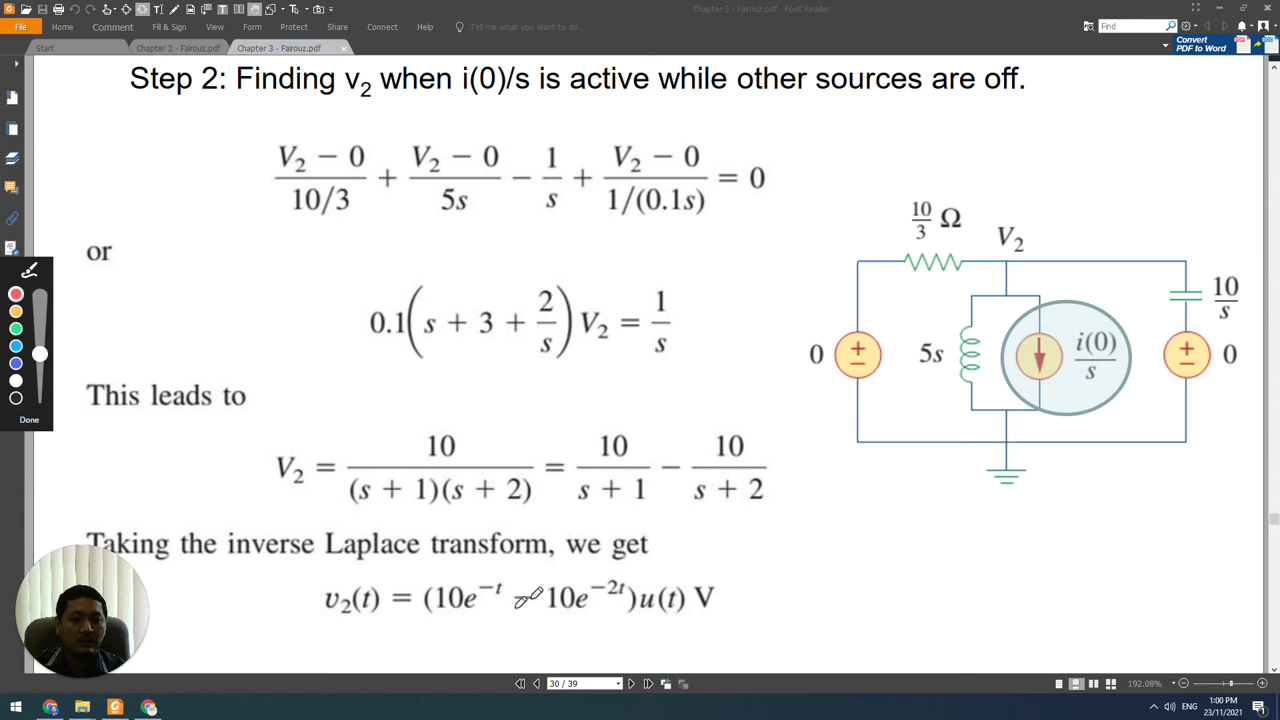 Chapter 3 - Fairouz.pdf - Foxit Reader
File Home Comment Fill & Sign View Form Protect Share Connect Help Tell me what you want to do... Find
Start Chapter 2 - Fairouz.pdf Chapter 3 - Fairouz.pdf × Convert PDF to Word
Step 2: Finding v₂ when i(0)/s is active while other sources are off.
(V₂ − 0)/(10/3) + (V₂ − 0)/(5s) − 1/s + (V₂ − 0)/(1/(0.1s)) = 0
or
0.1(s + 3 + 2/s) V₂ = 1/s
This leads to
V₂ = 10/((s + 1)(s + 2)) = 10/(s + 1) − 10/(s + 2)
Taking the inverse Laplace transform, we get
v₂(t) = (10e⁻ᵗ 10e⁻²ᵗ)u(t) V
10/3 Ω
V₂
10/s
0
5s
i(0)/s
0
Done
30 / 39
192.08%
ENG
1:00 PM
23/11/2021